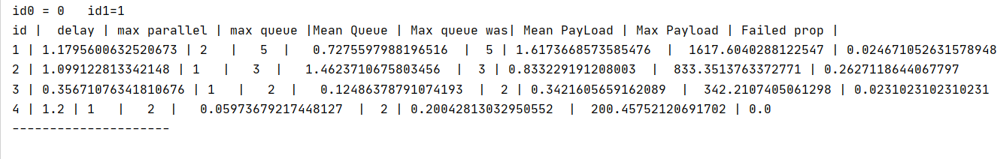 id0 = 0   id1=1
id |  delay | max parallel | max queue |Mean Queue | Max queue was| Mean PayLoad | Max Payload | Failed prop |
1 | 1.1795600632520673 | 2   |   5  |   0.7275597988196516  |  5 | 1.6173668573585476  |  1617.6040288122547 | 0.024671052631578948
2 | 1.099122813342148 | 1   |   3  |   1.4623710675803456  |  3 | 0.833229191208003  |  833.3513763372771 | 0.2627118644067797
3 | 0.35671076341810676 | 1   |   2  |   0.12486378791074193  |  2 | 0.3421605659162089  |  342.2107405061298 | 0.0231023102310231
4 | 1.2 | 1   |   2  |   0.05973679217448127  |  2 | 0.20042813032950552  |  200.45752120691702 | 0.0
---------------------